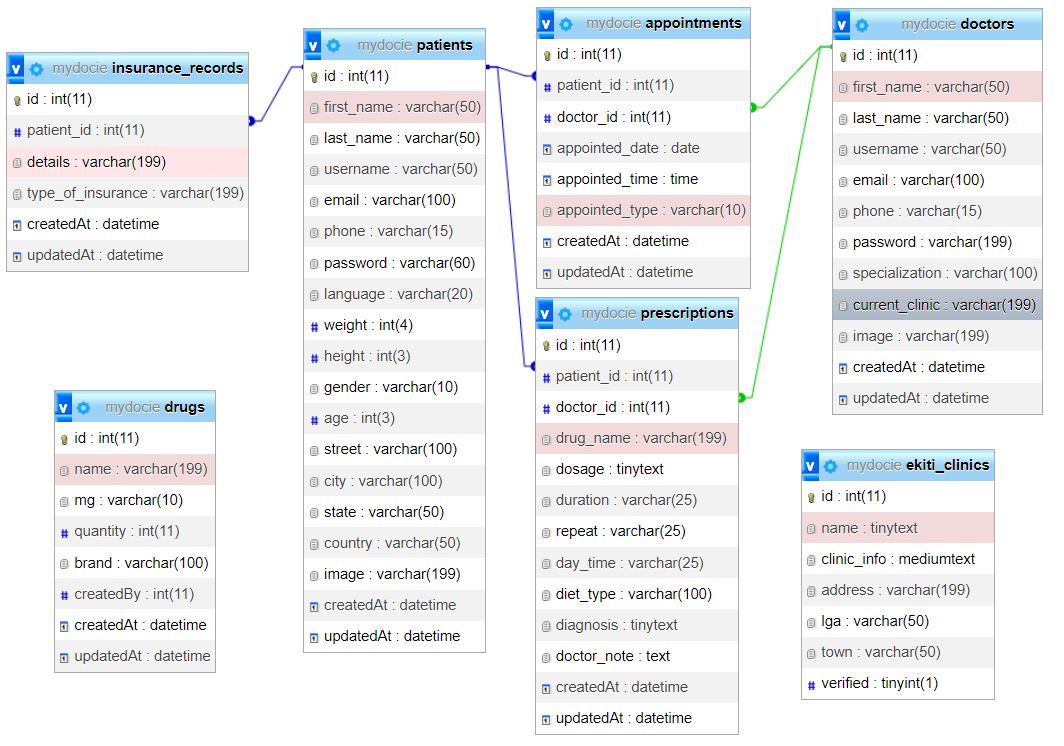 mydocie insurance_records
id : int(11)
patient_id : int(11)
details : varchar(199)
type_of_insurance : varchar(199)
createdAt : datetime
updatedAt : datetime
mydocie drugs
id : int(11)
name : varchar(199)
mg : varchar(10)
quantity : int(11)
brand : varchar(100)
createdBy : int(11)
createdAt : datetime
updatedAt : datetime
mydocie patients
id : int(11)
first_name : varchar(50)
last_name : varchar(50)
username : varchar(50)
email : varchar(100)
phone : varchar(15)
password : varchar(60)
language : varchar(20)
weight : int(4)
height : int(3)
gender : varchar(10)
age : int(3)
street : varchar(100)
city : varchar(100)
state : varchar(50)
country : varchar(50)
image : varchar(199)
createdAt : datetime
updatedAt : datetime
mydocie appointments
id : int(11)
patient_id : int(11)
doctor_id : int(11)
appointed_date : date
appointed_time : time
appointed_type : varchar(10)
createdAt : datetime
updatedAt : datetime
mydocie prescriptions
id : int(11)
patient_id : int(11)
doctor_id : int(11)
drug_name : varchar(199)
dosage : tinytext
duration : varchar(25)
repeat : varchar(25)
day_time : varchar(25)
diet_type : varchar(100)
diagnosis : tinytext
doctor_note : text
createdAt : datetime
updatedAt : datetime
mydocie doctors
id : int(11)
first_name : varchar(50)
last_name : varchar(50)
username : varchar(50)
email : varchar(100)
phone : varchar(15)
password : varchar(199)
specialization : varchar(100)
current_clinic : varchar(199)
image : varchar(199)
createdAt : datetime
updatedAt : datetime
mydocie ekiti_clinics
id : int(11)
name : tinytext
clinic_info : mediumtext
address : varchar(199)
lga : varchar(50)
town : varchar(50)
verified : tinyint(1)